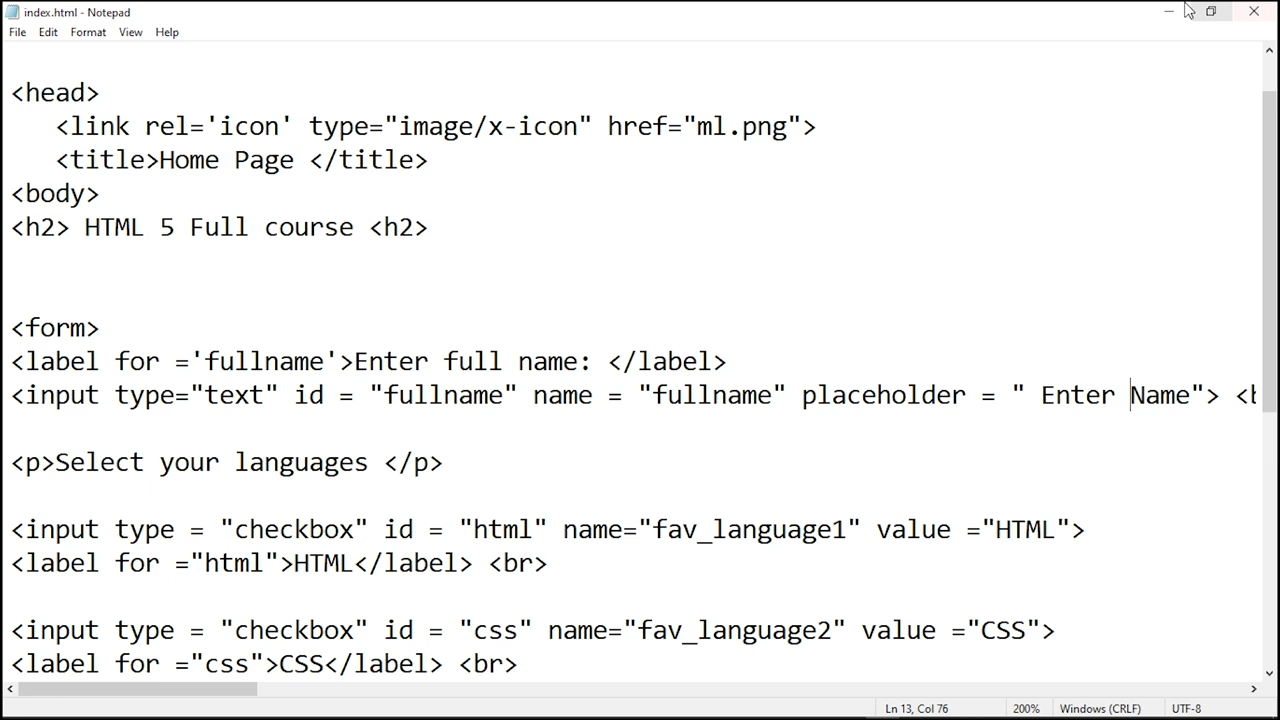 index.html - Notepad
File Edit Format View Help
<head>
<link rel='icon' type="image/x-icon" href="ml.png">
<title>Home Page </title>
<body>
<h2> HTML 5 Full course <h2>
<form>
<label for ='fullname'>Enter full name: </label>
<input type="text" id = "fullname" name = "fullname" placeholder = " Enter Name"> <b
<p>Select your languages </p>
<input type = "checkbox" id = "html" name="fav_language1" value ="HTML">
<label for ="html">HTML</label> <br>
<input type = "checkbox" id = "css" name="fav_language2" value ="CSS">
<label for ="css">CSS</label> <br>
Ln 13, Col 76 200% Windows (CRLF) UTF-8